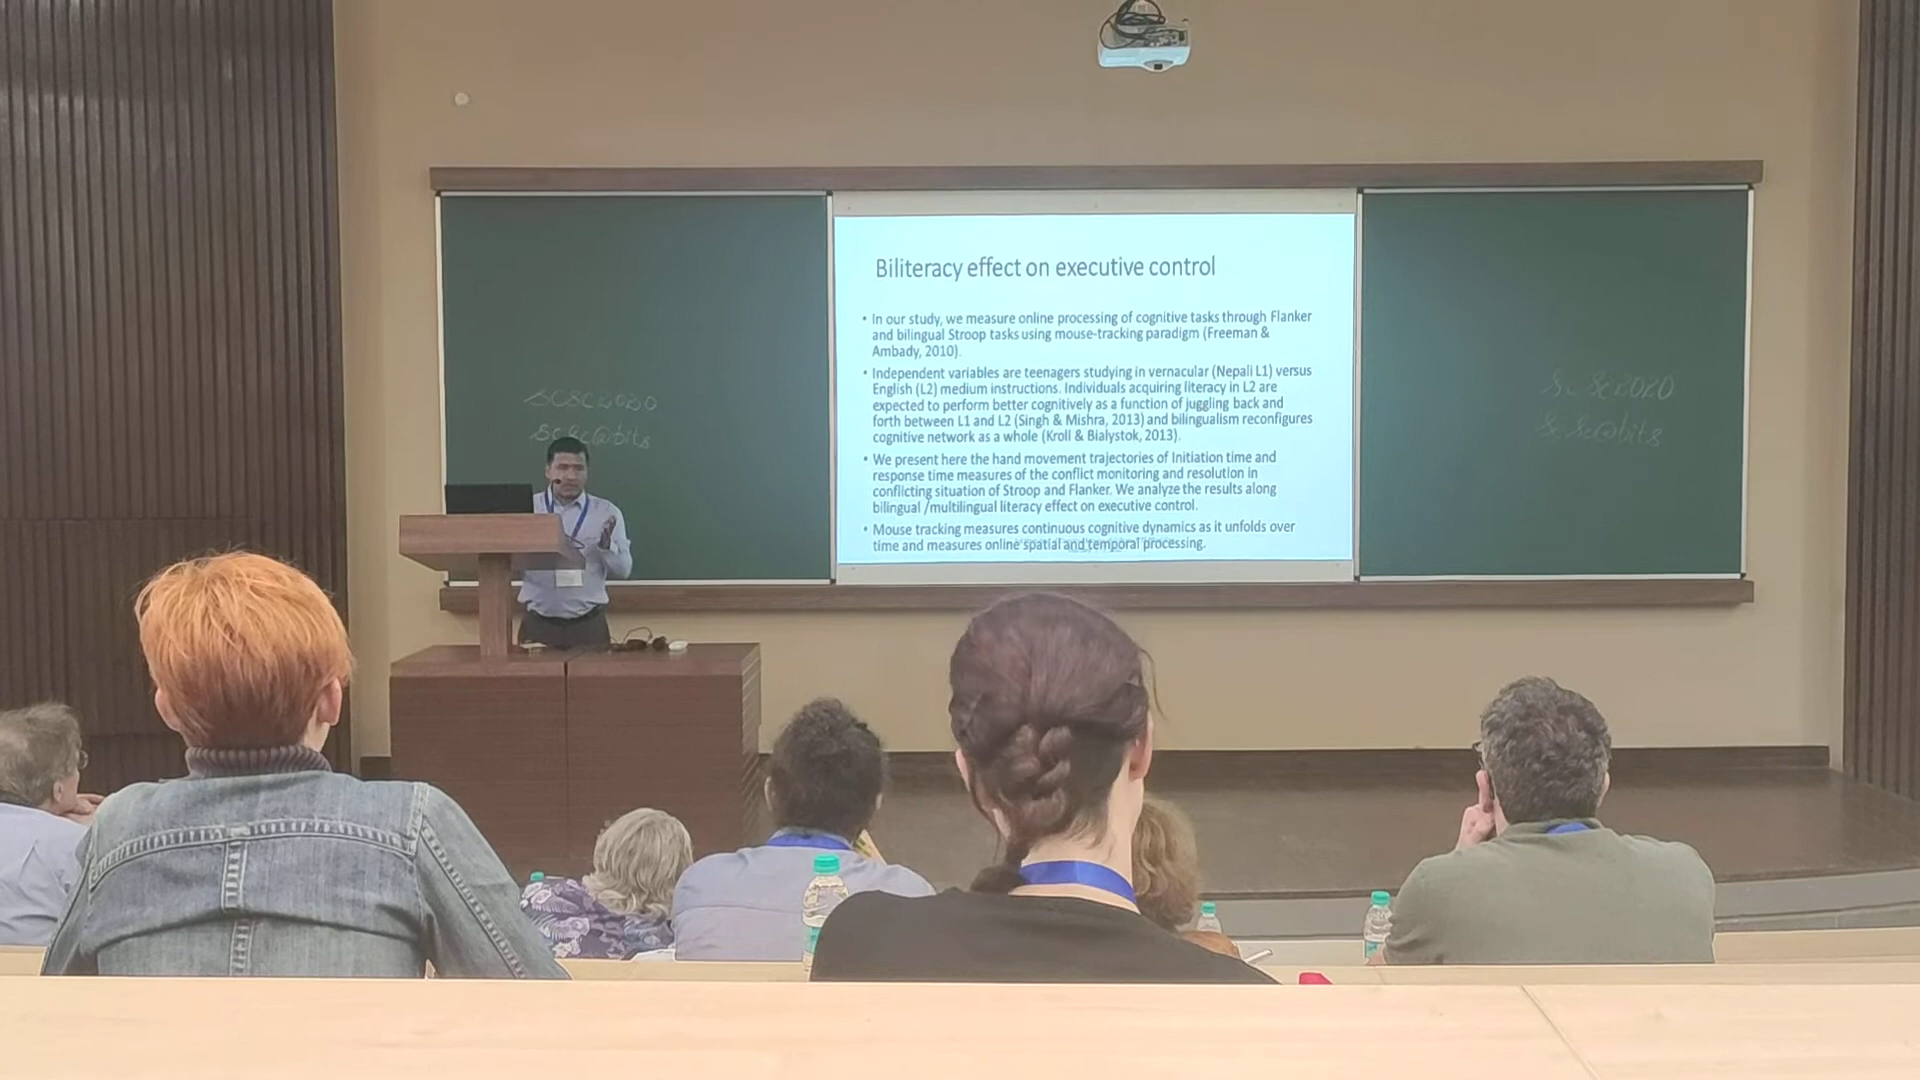 Biliteracy effect on executive control
• In our study, we measure online processing of cognitive tasks through Flanker
and bilingual Stroop tasks using mouse-tracking paradigm (Freeman &
Ambady, 2010).
• Independent variables are teenagers studying in vernacular (Nepali L1) versus
English (L2) medium instructions. Individuals acquiring literacy in L2 are
expected to perform better cognitively as a function of juggling back and
forth between L1 and L2 (Singh & Mishra, 2013) and bilingualism reconfigures
cognitive network as a whole (Kroll & Bialystok, 2013).
• We present here the hand movement trajectories of Initiation time and
response time measures of the conflict monitoring and resolution in
conflicting situation of Stroop and Flanker. We analyze the results along
bilingual /multilingual literacy effect on executive control.
• Mouse tracking measures continuous cognitive dynamics as it unfolds over
time and measures online spatial and temporal processing.
SCSC2020
scsc@bits
SCSC2020
scsc@bits